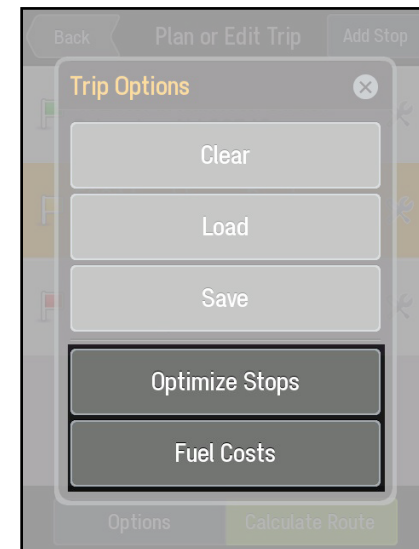 Back Plan or Edit Trip Add Stop
Trip Options
Clear
Load
Save
Optimize Stops
Fuel Costs
Options Calculate Route